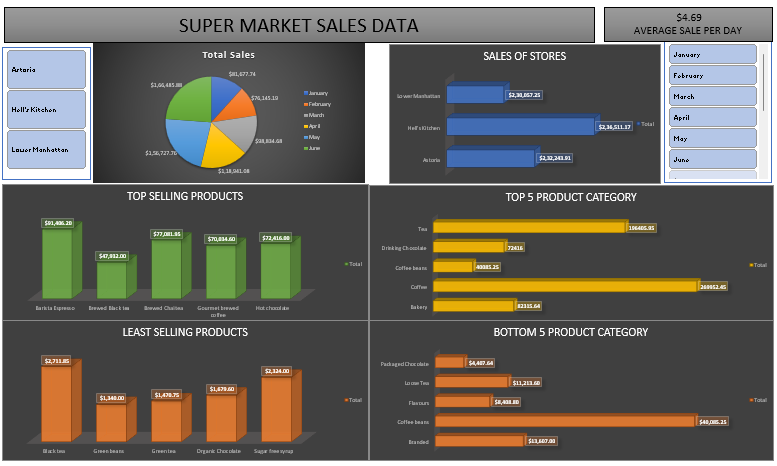 SUPER MARKET SALES DATA
$4.69
AVERAGE SALE PER DAY
Astoria
Hell's Kitchen
Lower Manhattan
Total Sales
$81,677.74
$76,145.19
$98,834.68
$1,18,941.08
$1,56,727.76
$1,66,485.88
January
February
March
April
May
June
SALES OF STORES
Lower Manhattan
$2,30,057.25
Hell's Kitchen
$2,36,511.17
Astoria
$2,32,243.91
Total
January
February
March
April
May
June
TOP SELLING PRODUCTS
$91,406.20
$47,932.00
$77,081.95
$70,034.60
$72,416.00
Barista Espresso
Brewed Black tea
Brewed Chai tea
Gourmet brewed coffee
Hot chocolate
Total
TOP 5 PRODUCT CATEGORY
Tea
196405.95
Drinking Chocolate
72416
Coffee beans
40085.25
Coffee
269952.45
Bakery
82315.64
Total
LEAST SELLING PRODUCTS
$2,711.85
$1,340.00
$1,470.75
$1,679.60
$2,324.00
Black tea
Green beans
Green tea
Organic Chocolate
Sugar free syrup
Total
BOTTOM 5 PRODUCT CATEGORY
Packaged Chocolate
$4,407.64
Loose Tea
$11,213.60
Flavours
$8,408.80
Coffee beans
$40,085.25
Branded
$13,607.00
Total